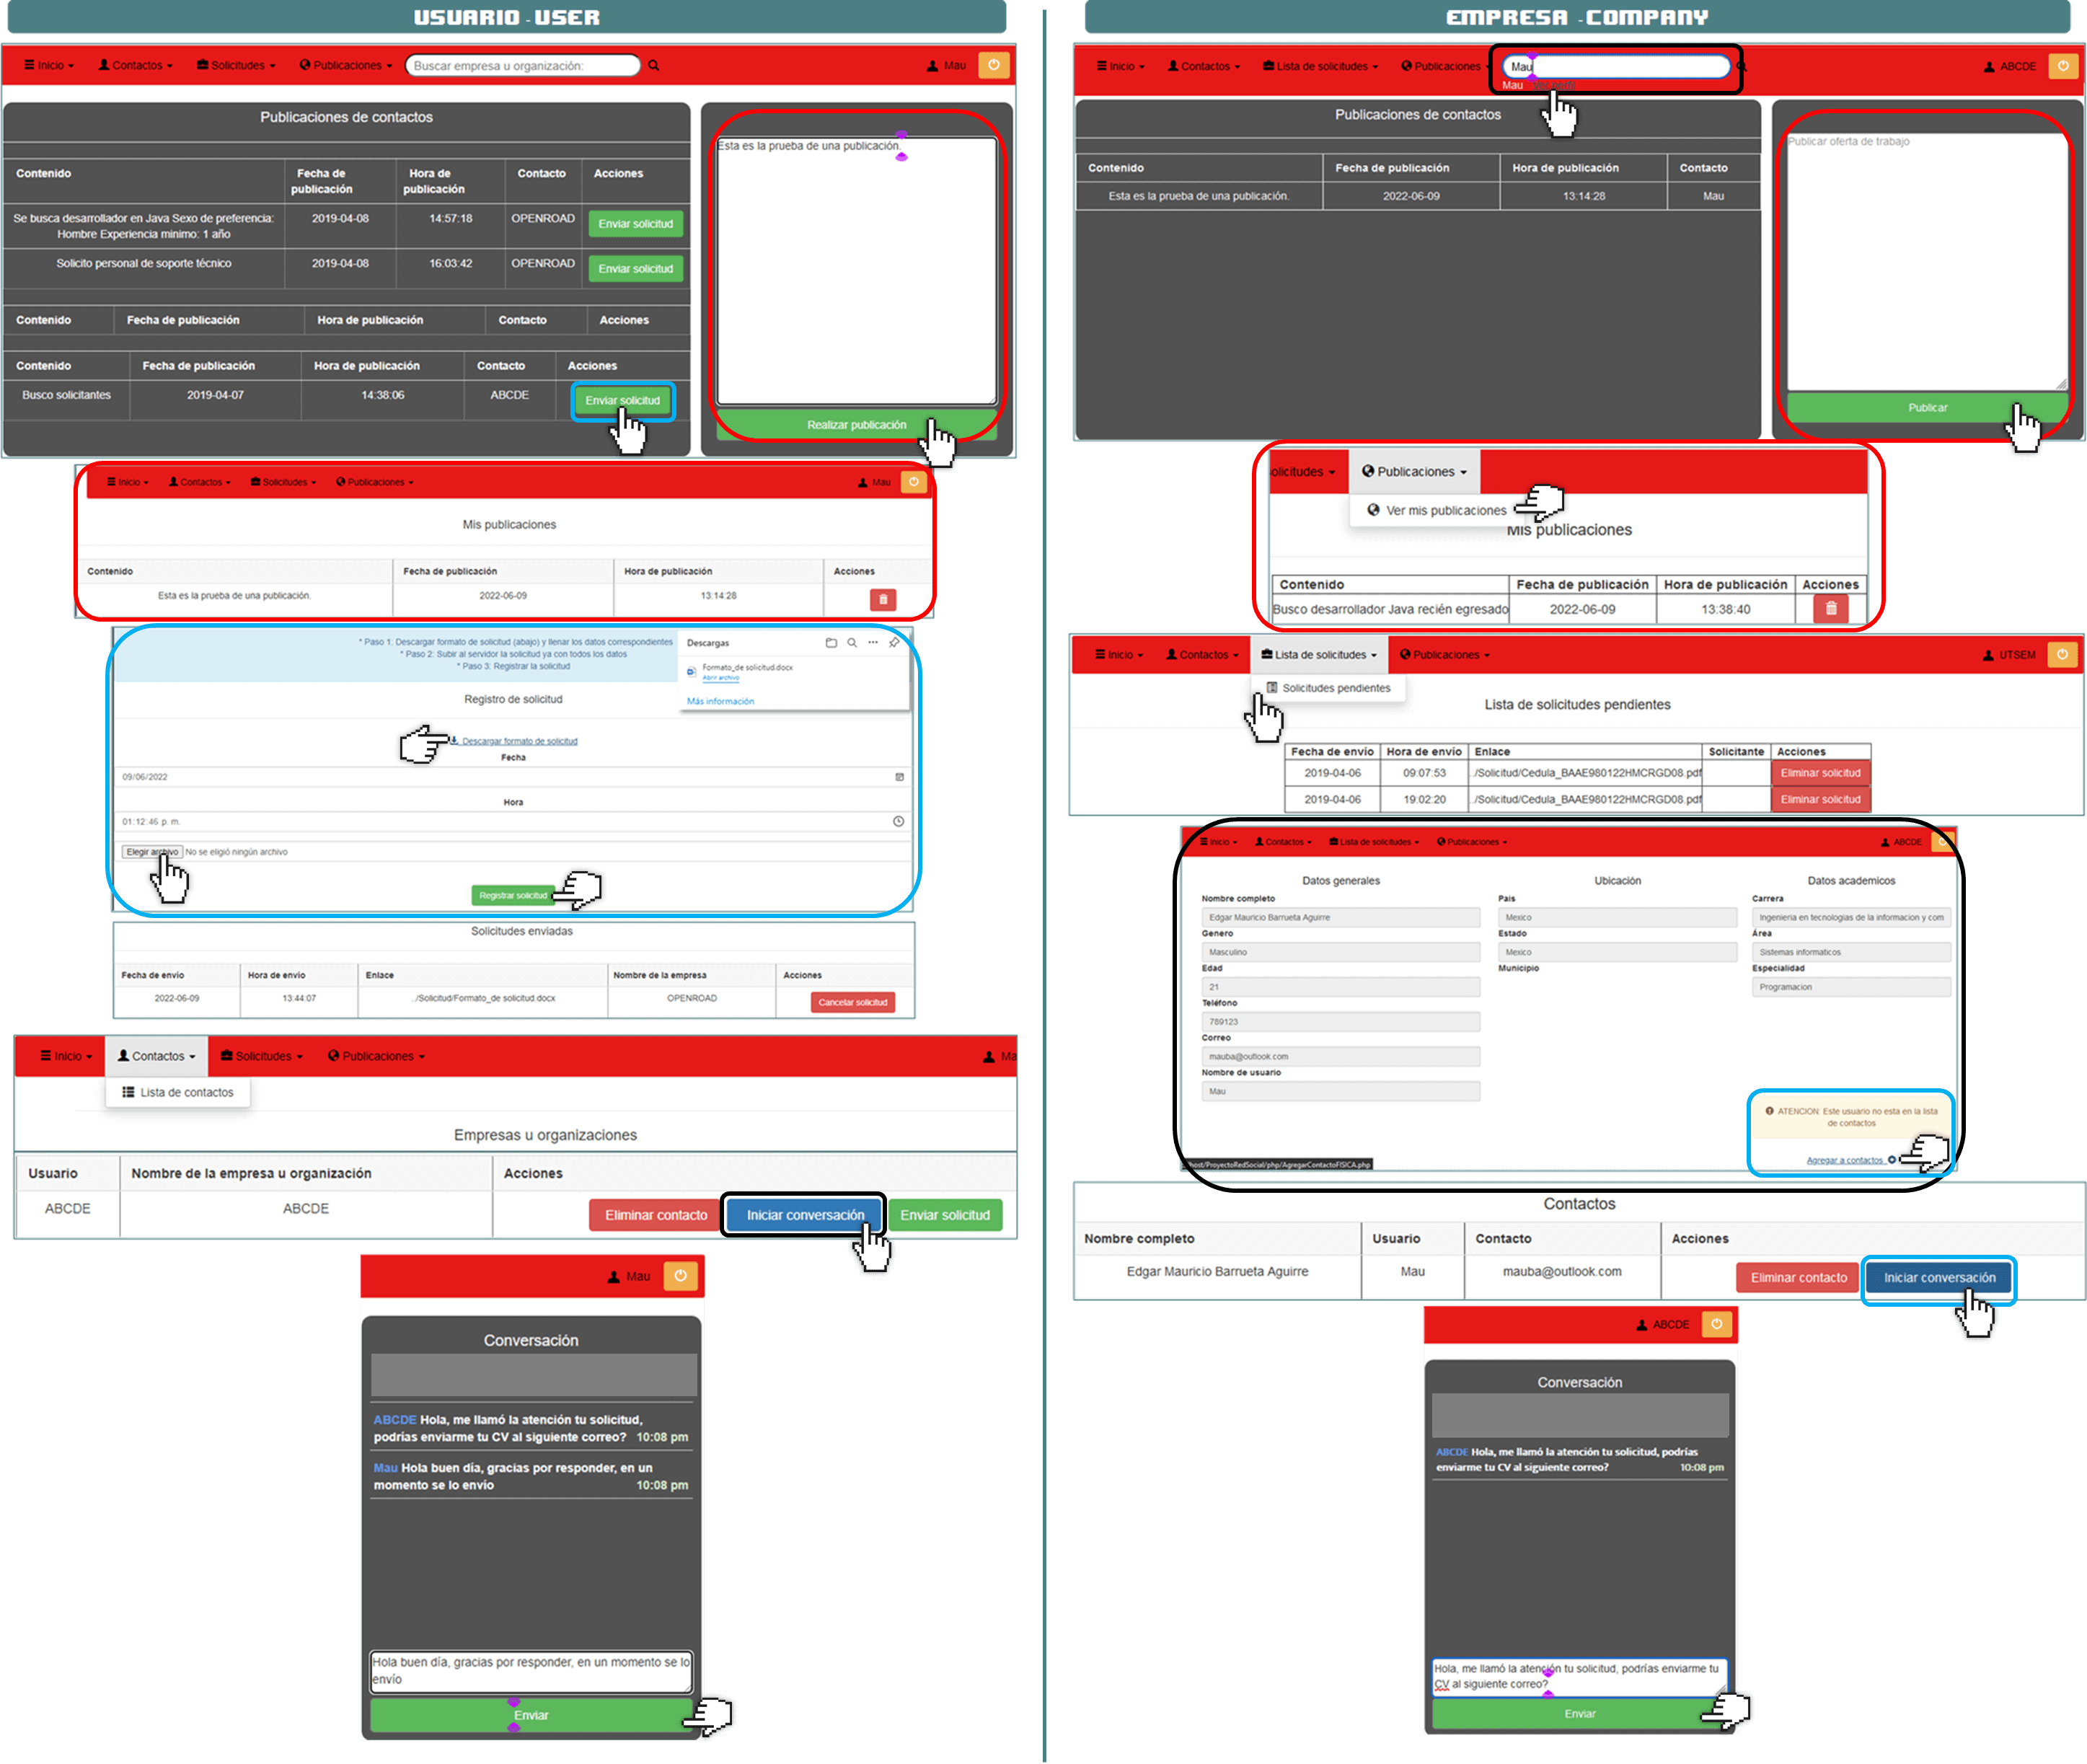 USUARIO - USER
Inicio Contactos Solicitudes Publicaciones Buscar empresa u organización: Mau
Publicaciones de contactos
Contenido Fecha de publicación Hora de publicación Contacto Acciones
Se busca desarrollador en Java Sexo de preferencia: Hombre Experiencia minimo: 1 año 2019-04-08 14:57:18 OPENROAD Enviar solicitud
Solicito personal de soporte técnico 2019-04-08 16:03:42 OPENROAD Enviar solicitud
Contenido Fecha de publicación Hora de publicación Contacto Acciones
Contenido Fecha de publicación Hora de publicación Contacto Acciones
Busco solicitantes 2019-04-07 14:38:06 ABCDE Enviar solicitud
Esta es la prueba de una publicación.
Realizar publicación
Inicio Contactos Solicitudes Publicaciones Mau
Mis publicaciones
Contenido Fecha de publicación Hora de publicación Acciones
Esta es la prueba de una publicación. 2022-06-09 13:14:28
* Paso 1: Descargar formato de solicitud (abajo) y llenar los datos correspondientes
* Paso 2: Subir al servidor la solicitud ya con todos los datos
* Paso 3: Registrar la solicitud
Descargas
Formato_de solicitud.docx
Abrir archivo
Más información
Registro de solicitud
Descargar formato de solicitud
Fecha
09/06/2022
Hora
01:12:46 p. m.
Elegir archivo No se eligió ningún archivo
Registrar solicitud
Solicitudes enviadas
Fecha de envio Hora de envio Enlace Nombre de la empresa Acciones
2022-06-09 13:44:07 ../Solicitud/Formato_de solicitud.docx OPENROAD Cancelar solicitud
Inicio Contactos Solicitudes Publicaciones Ma
Lista de contactos
Empresas u organizaciones
Usuario Nombre de la empresa u organización Acciones
ABCDE ABCDE Eliminar contacto Iniciar conversación Enviar solicitud
Mau
Conversación
ABCDE Hola, me llamó la atención tu solicitud,
podrías enviarme tu CV al siguiente correo? 10:08 pm
Mau Hola buen día, gracias por responder, en un
momento se lo envío 10:08 pm
Hola buen día, gracias por responder, en un momento se lo
envío
Enviar
EMPRESA - COMPANY
Inicio Contactos Lista de solicitudes Publicaciones Mau ABCDE
Mau
Publicaciones de contactos
Contenido Fecha de publicación Hora de publicación Contacto
Esta es la prueba de una publicación. 2022-06-09 13:14:28 Mau
Publicar oferta de trabajo
Publicar
olicitudes Publicaciones
Ver mis publicaciones
Mis publicaciones
Contenido Fecha de publicación Hora de publicación Acciones
Busco desarrollador Java recién egresado 2022-06-09 13:38:40
Inicio Contactos Lista de solicitudes Publicaciones UTSEM
Solicitudes pendientes
Lista de solicitudes pendientes
Fecha de envio Hora de envio Enlace Solicitante Acciones
2019-04-06 09:07:53 ./Solicitud/Cedula_BAAE980122HMCRGD08.pdf Eliminar solicitud
2019-04-06 19:02:20 ./Solicitud/Cedula_BAAE980122HMCRGD08.pdf Eliminar solicitud
Inicio Contactos Lista de solicitudes Publicaciones ABCDE
Datos generales Ubicación Datos academicos
Nombre completo Pais Carrera
Edgar Mauricio Barrueta Aguirre Mexico Ingenieria en tecnologias de la informacion y com
Genero Estado Área
Masculino Mexico Sistemas informaticos
Edad Municipio Especialidad
21 Programacion
Teléfono
789123
Correo
mauba@outlook.com
Nombre de usuario
Mau
ATENCION: Este usuario no esta en la lista
de contactos
Agregar a contactos
host/ProyectoRedSocial/php/AgregarContactoFISICA.php
Contactos
Nombre completo Usuario Contacto Acciones
Edgar Mauricio Barrueta Aguirre Mau mauba@outlook.com Eliminar contacto Iniciar conversación
ABCDE
Conversación
ABCDE Hola, me llamó la atención tu solicitud, podrías
enviarme tu CV al siguiente correo? 10:08 pm
Hola, me llamó la atención tu solicitud, podrías enviarme tu
CV al siguiente correo?
Enviar